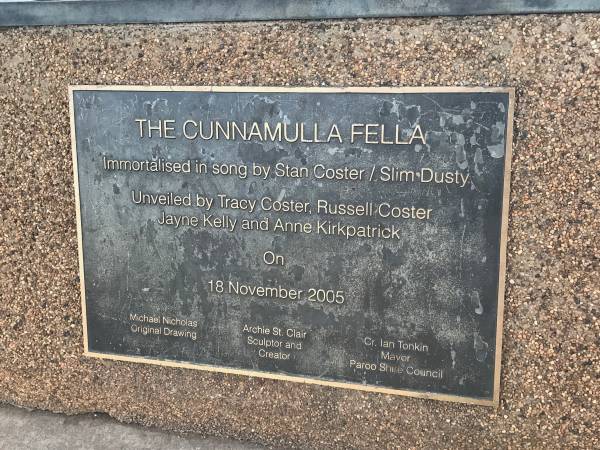 THE CUNNAMULLA FELLA
Immortalised in song by Stan Coster / Slim Dusty
Unveiled by Tracy Coster, Russell Coster
Jayne Kelly and Anne Kirkpatrick
On
18 November 2005
Michael Nicholas
Original Drawing
Archie St. Clair
Sculptor and
Creator
Cr. Ian Tonkin
Mayor
Paroo Shire Council